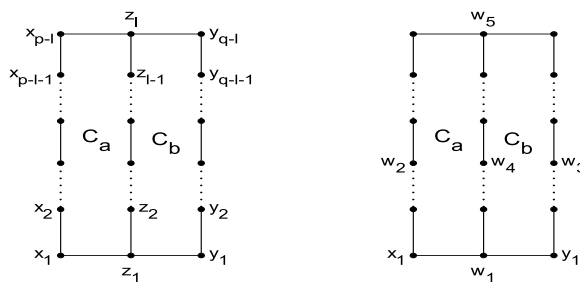 z_l w_5
x_{p-l} y_{q-l}
x_{p-l-1} z_{l-1} y_{q-l-1}
C_a C_b C_a C_b
w_2 w_4 w_3
x_2 z_2 y_2
x_1 y_1 x_1 y_1
z_1 w_1